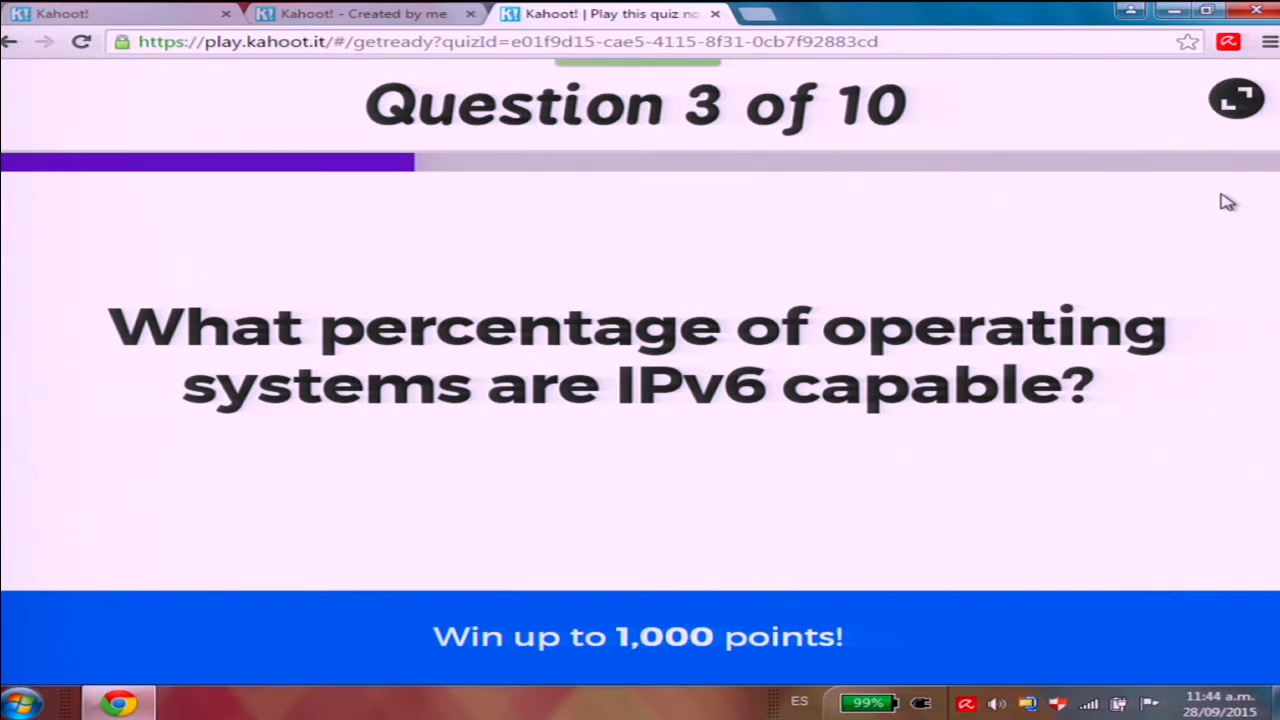 Kahoot!
Kahoot! - Created by me
Kahoot! | Play this quiz no
https://play.kahoot.it/#/getready?quizId=e01f9d15-cae5-4115-8f31-0cb7f92883cd
Question 3 of 10
What percentage of operating
systems are IPv6 capable?
Win up to 1,000 points!
ES
99%
11:44 a.m.
28/09/2015